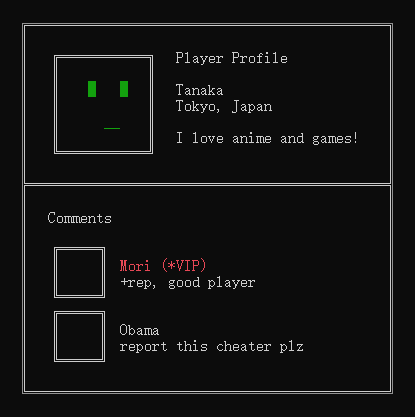 Player Profile
Tanaka
Tokyo, Japan
I love anime and games!
Comments
Mori (*VIP)
+rep, good player
Obama
report this cheater plz